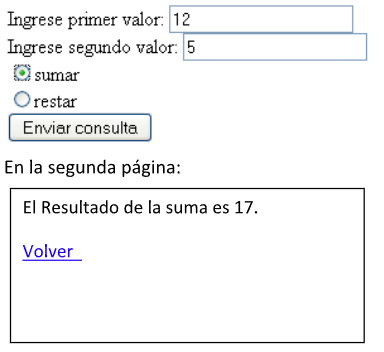 Ingrese primer valor: 12
Ingrese segundo valor: 5
sumar
restar
Enviar consulta
En la segunda página:
El Resultado de la suma es 17.
Volver